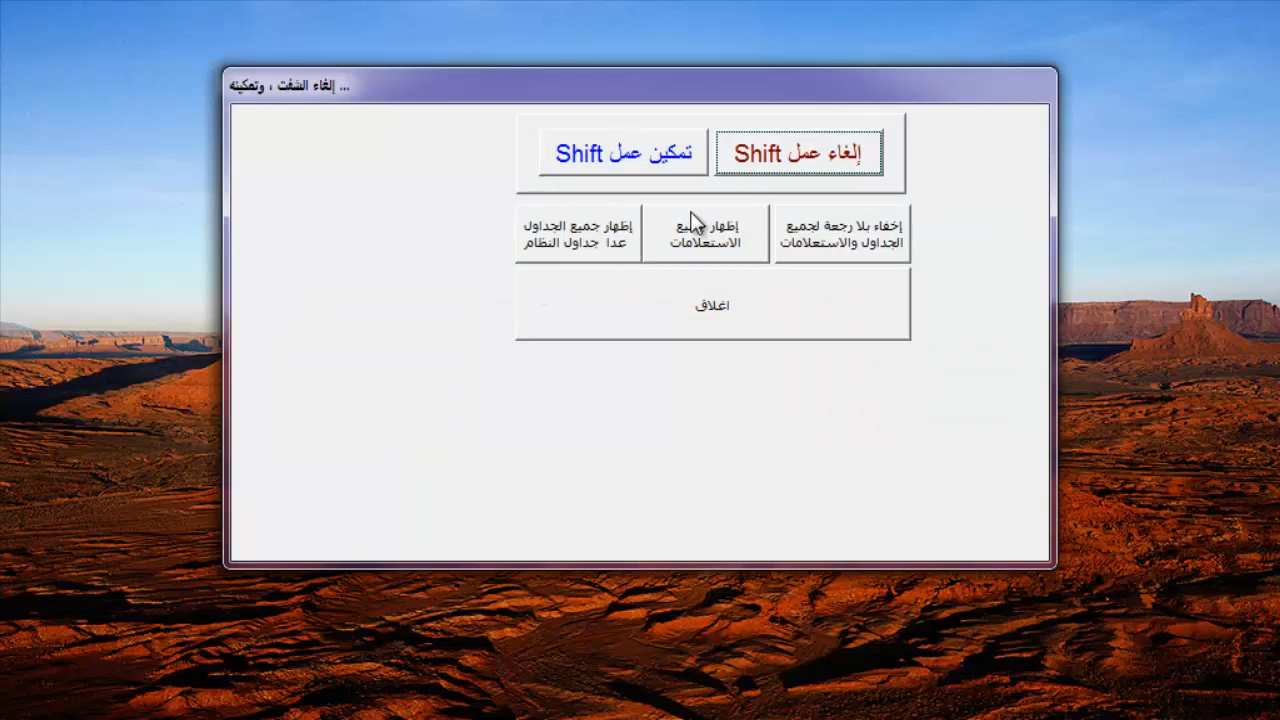 إلغاء الشفت ، وتمكينه ...
إلغاء عمل Shift
تمكين عمل Shift
إخفاء بلا رجعة لجميع
الجداول والاستعلامات
إظهار جميع
الاستعلامات
إظهار جميع الجداول
عدا جداول النظام
اغلاق